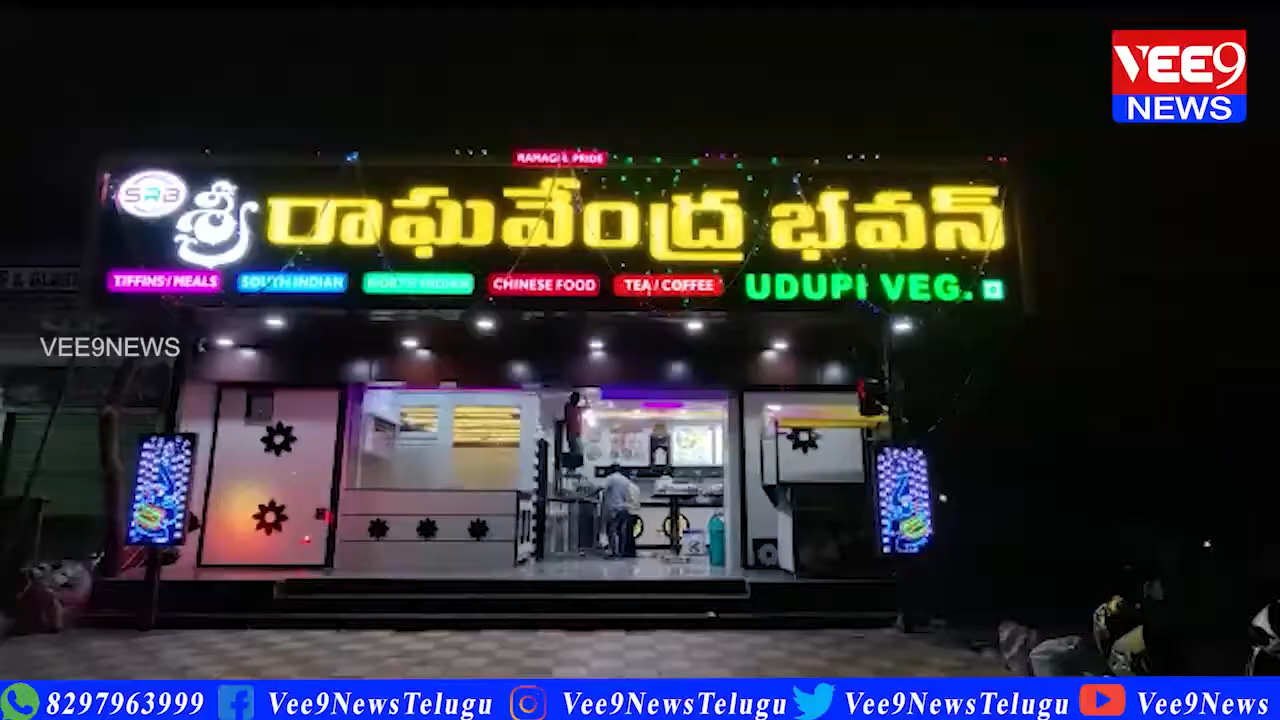 VEE9
NEWS
RAMAGIRI PRIDE
SRB
శ్రీ రాఘవేంద్ర భవన్
TIFFINS/ MEALS
SOUTH INDIAN
NORTH INDIAN
CHINESE FOOD
TEA / COFFEE
UDUPI VEG.
VEE9NEWS
8297963999
Vee9NewsTelugu
Vee9NewsTelugu
Vee9NewsTelugu
Vee9News